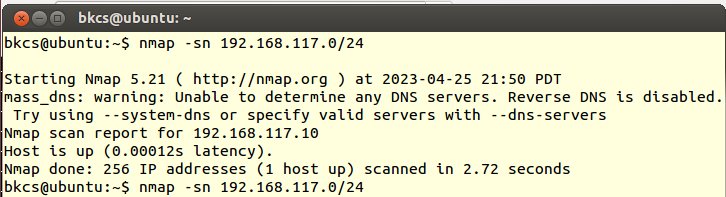 bkcs@ubuntu: ~
bkcs@ubuntu:~$ nmap -sn 192.168.117.0/24
Starting Nmap 5.21 ( http://nmap.org ) at 2023-04-25 21:50 PDT
mass_dns: warning: Unable to determine any DNS servers. Reverse DNS is disabled.
 Try using --system-dns or specify valid servers with --dns-servers
Nmap scan report for 192.168.117.10
Host is up (0.00012s latency).
Nmap done: 256 IP addresses (1 host up) scanned in 2.72 seconds
bkcs@ubuntu:~$ nmap -sn 192.168.117.0/24